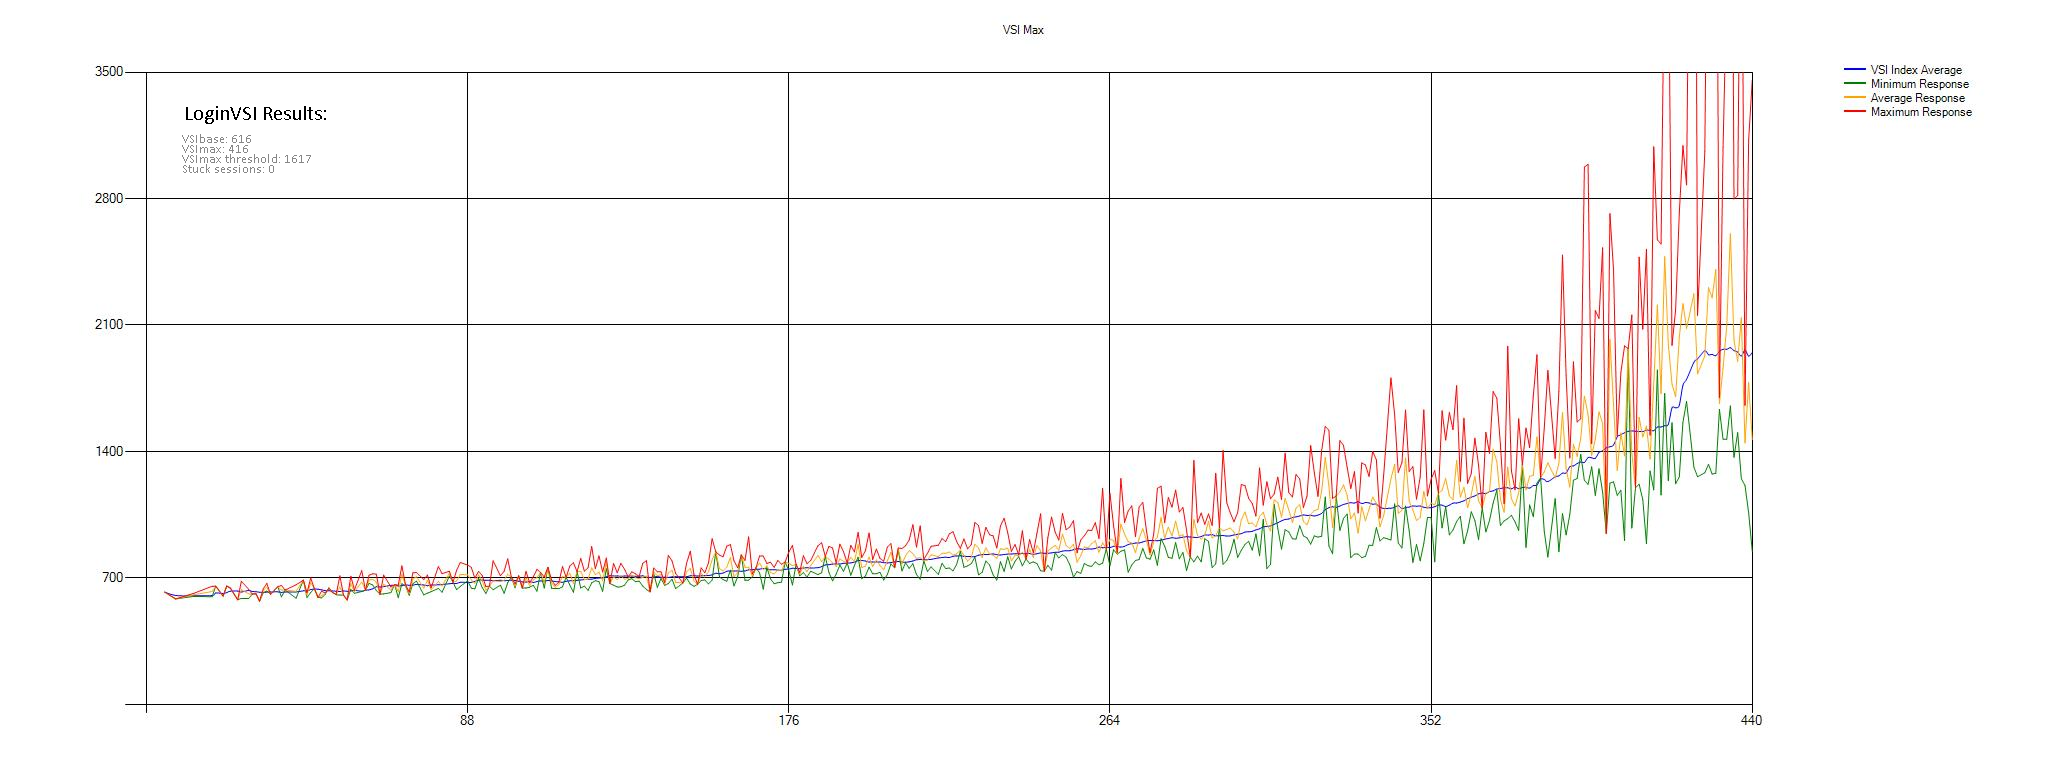 VSI Max
3500
2800
2100
1400
700
LoginVSI Results:
VSIbase: 616
VSImax: 416
VSImax threshold: 1617
Stuck sessions: 0
VSI Index Average
Minimum Response
Average Response
Maximum Response
88
176
264
352
440